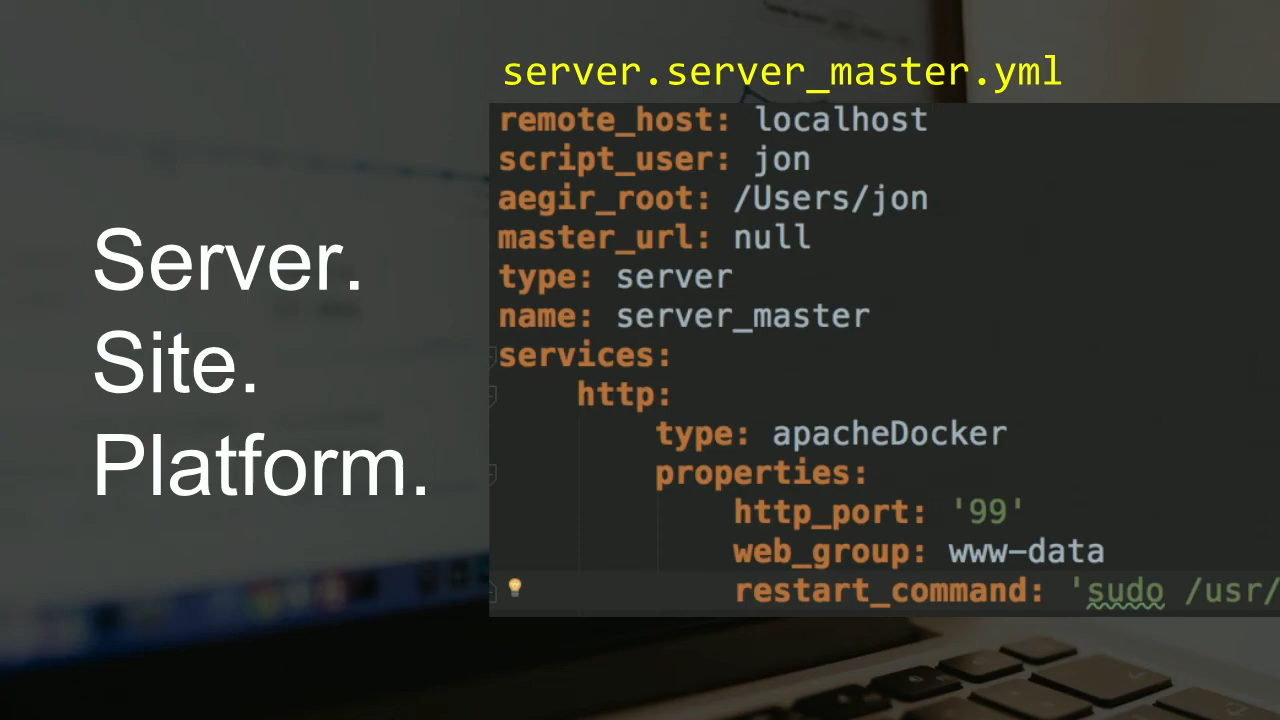 Server.
Site.
Platform.
server.server_master.yml
remote_host: localhost
script_user: jon
aegir_root: /Users/jon
master_url: null
type: server
name: server_master
services:
    http:
        type: apacheDocker
        properties:
            http_port: '99'
            web_group: www-data
            restart_command: 'sudo /usr/